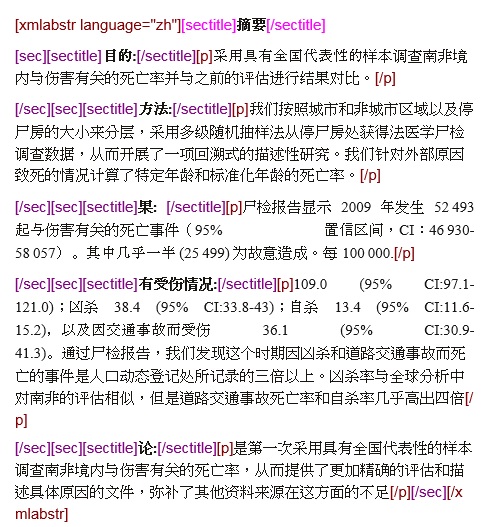 [xmlabstr language="zh"][sectitle]摘要[/sectitle]
[sec][sectitle]目的:[/sectitle][p]采用具有全国代表性的样本调查南非境
内与伤害有关的死亡率并与之前的评估进行结果对比。[/p]
[/sec][sec][sectitle]方法:[/sectitle][p]我们按照城市和非城市区域以及停
尸房的大小来分层，采用多级随机抽样法从停尸房处获得法医学尸检
调查数据，从而开展了一项回溯式的描述性研究。我们针对外部原因
致死的情况计算了特定年龄和标准化年龄的死亡率。[/p]
[/sec][sec][sectitle]果: [/sectitle][p]尸检报告显示 2009 年发生 52 493
起与伤害有关的死亡事件（95% 置信区间，CI：46 930-
58 057）。其中几乎一半 (25 499) 为故意造成。每 100 000.[/p]
[/sec][sec][sectitle]有受伤情况:[/sectitle][p]109.0 (95% CI:97.1-
121.0)；凶杀 38.4 (95% CI:33.8-43)；自杀 13.4 (95% CI:11.6-
15.2)，以及因交通事故而受伤 36.1 (95% CI:30.9-
41.3)。通过尸检报告，我们发现这个时期因凶杀和道路交通事故而死
亡的事件是人口动态登记处所记录的三倍以上。凶杀率与全球分析中
对南非的评估相似，但是道路交通事故死亡率和自杀率几乎高出四倍[/
p]
[/sec][sec][sectitle]论:[/sectitle][p]是第一次采用具有全国代表性的样本
调查南非境内与伤害有关的死亡率，从而提供了更加精确的评估和描
述具体原因的文件，弥补了其他资料来源在这方面的不足[/p][/sec][/x
mlabstr]